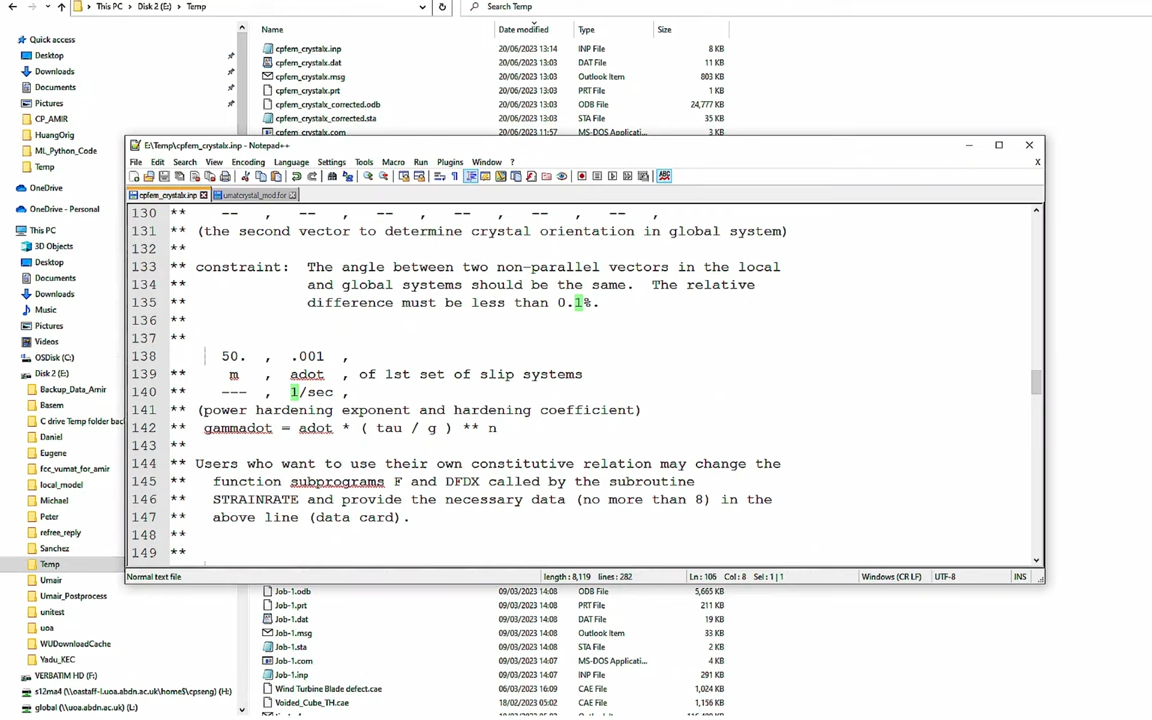 This PC > Disk 2 (E:) > Temp
Search Temp
Name Date modified Type Size
Quick access
Desktop
Downloads
Documents
Pictures
CP_AMIR
HuangOrig
ML_Python_Code
Temp
OneDrive
OneDrive - Personal
This PC
3D Objects
Desktop
Documents
Downloads
Music
Pictures
Videos
OSDisk (C:)
Disk 2 (E:)
Backup_Data_Amir
Basem
C drive Temp folder bac
Daniel
Eugene
fcc_vumat_for_amir
local_model
Michael
Peter
refree_reply
Sanchez
Temp
Umair
Umair_Postprocess
unitest
uoa
WUDownloadCache
Yadu_KEC
VERBATIM HD (F:)
s12ma4 (\\uoastaff-l.uoa.abdn.ac.uk\home$\cpseng) (H:)
global (\\uoa.abdn.ac.uk) (L:)
cpfem_crystalx.inp 20/06/2023 13:14 INP File 8 KB
cpfem_crystalx.dat 20/06/2023 13:03 DAT File 11 KB
cpfem_crystalx.msg 20/06/2023 13:03 Outlook Item 803 KB
cpfem_crystalx.prt 20/06/2023 13:03 PRT File 1 KB
cpfem_crystalx_corrected.odb 20/06/2023 13:03 ODB File 24,777 KB
cpfem_crystalx_corrected.sta 20/06/2023 13:03 STA File 35 KB
cpfem_crystalx.com 20/06/2023 11:57 MS-DOS Applicati... 3 KB
E:\Temp\cpfem_crystalx.inp - Notepad++
File Edit Search View Encoding Language Settings Tools Macro Run Plugins Window ? X
cpfem_crystalx.inp umatcrystal_mod.for
130 ** -- , -- , -- , -- , -- , -- ,
131 ** (the second vector to determine crystal orientation in global system)
132 **
133 ** constraint: The angle between two non-parallel vectors in the local
134 ** and global systems should be the same. The relative
135 ** difference must be less than 0.1%.
136 **
137 **
138 50. , .001 ,
139 ** m , adot , of 1st set of slip systems
140 ** --- , 1/sec ,
141 ** (power hardening exponent and hardening coefficient)
142 ** gammadot = adot * ( tau / g ) ** n
143 **
144 ** Users who want to use their own constitutive relation may change the
145 ** function subprograms F and DFDX called by the subroutine
146 ** STRAINRATE and provide the necessary data (no more than 8) in the
147 ** above line (data card).
148 **
149 **
Normal text file length : 8,119 lines : 282 Ln : 106 Col : 8 Sel : 1 | 1 Windows (CR LF) UTF-8 INS
Job-1.odb 09/03/2023 14:08 ODB File 5,665 KB
Job-1.prt 09/03/2023 14:08 PRT File 211 KB
Job-1.dat 09/03/2023 14:08 DAT File 19 KB
Job-1.msg 09/03/2023 14:08 Outlook Item 33 KB
Job-1.sta 09/03/2023 14:08 STA File 2 KB
Job-1.com 09/03/2023 14:07 MS-DOS Applicati... 4 KB
Job-1.inp 09/03/2023 14:07 INP File 291 KB
Wind Turbine Blade defect.cae 06/03/2023 16:09 CAE File 1,024 KB
Voided_Cube_TH.cae 18/02/2023 05:02 CAE File 1,156 KB